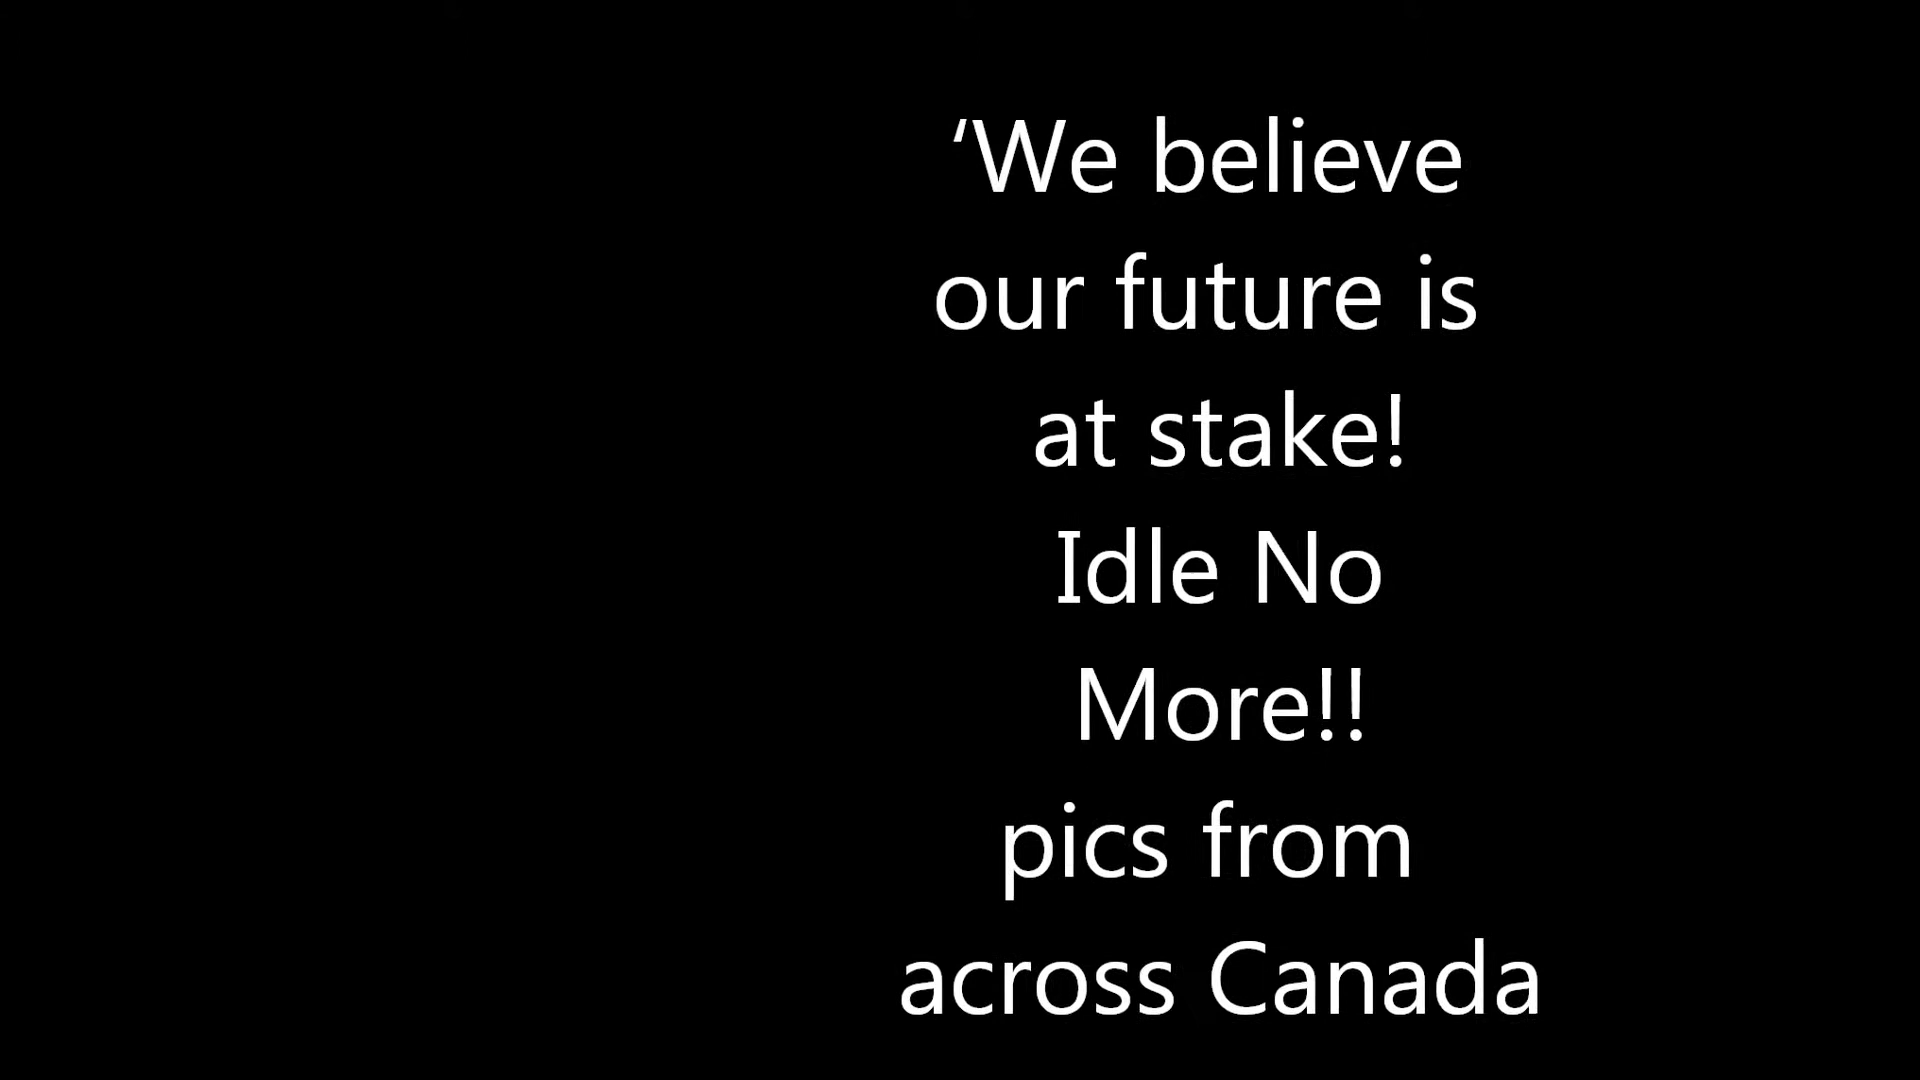 ‘We believe
our future is
at stake!
Idle No
More!!
pics from
across Canada